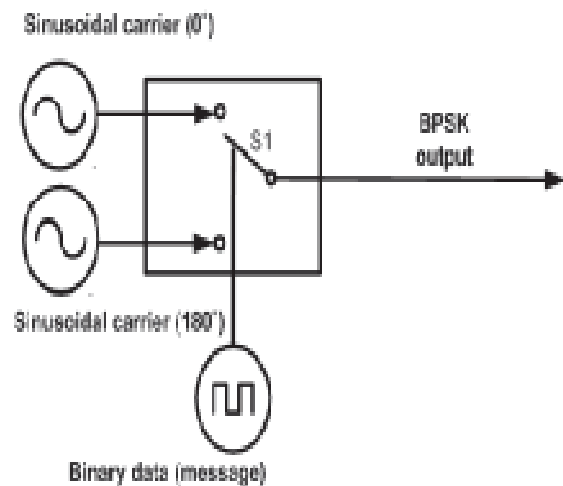 Sinusoidal carrier (0°)
S1
BPSK
output
Sinusoidal carrier (180°)
Binary data (message)